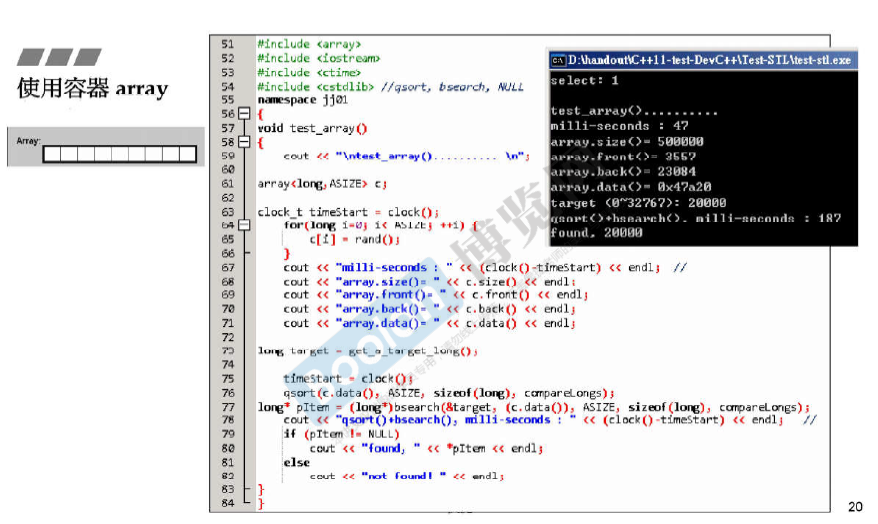 使用容器 array
Array:
51 #include <array>
52 #include <iostream>
53 #include <ctime>
54 #include <cstdlib> //qsort, bsearch, NULL
55 namespace jj01
56 {
57 void test_array()
58 {
59 cout << "\ntest_array().......... \n";
60
61 array<long,ASIZE> c;
62
63 clock_t timeStart = clock();
64 for(long i=0; i< ASIZE; ++i) {
65 c[i] = rand();
66 }
67 cout << "milli-seconds : " << (clock()-timeStart) << endl; //
68 cout << "array.size()= " << c.size() << endl;
69 cout << "array.front()= " << c.front() << endl;
70 cout << "array.back()= " << c.back() << endl;
71 cout << "array.data()= " << c.data() << endl;
72
73 long target = get_a_target_long();
74
75 timeStart = clock();
76 qsort(c.data(), ASIZE, sizeof(long), compareLongs);
77 long* pItem = (long*)bsearch(&target, (c.data()), ASIZE, sizeof(long), compareLongs);
78 cout << "qsort()+bsearch(), milli-seconds : " << (clock()-timeStart) << endl; //
79 if (pItem != NULL)
80 cout << "found, " << *pItem << endl;
81 else
82 cout << "not found! " << endl;
83 }
84 }
D:\handout\C++11-test-DevC++\Test-STL\test-stl.exe
select: 1
test_array()..........
milli-seconds : 47
array.size()= 500000
array.front()= 3557
array.back()= 23084
array.data()= 0x47a20
target (0~32767): 20000
qsort()+bsearch(), milli-seconds : 187
found, 20000
Boolan
博览
20